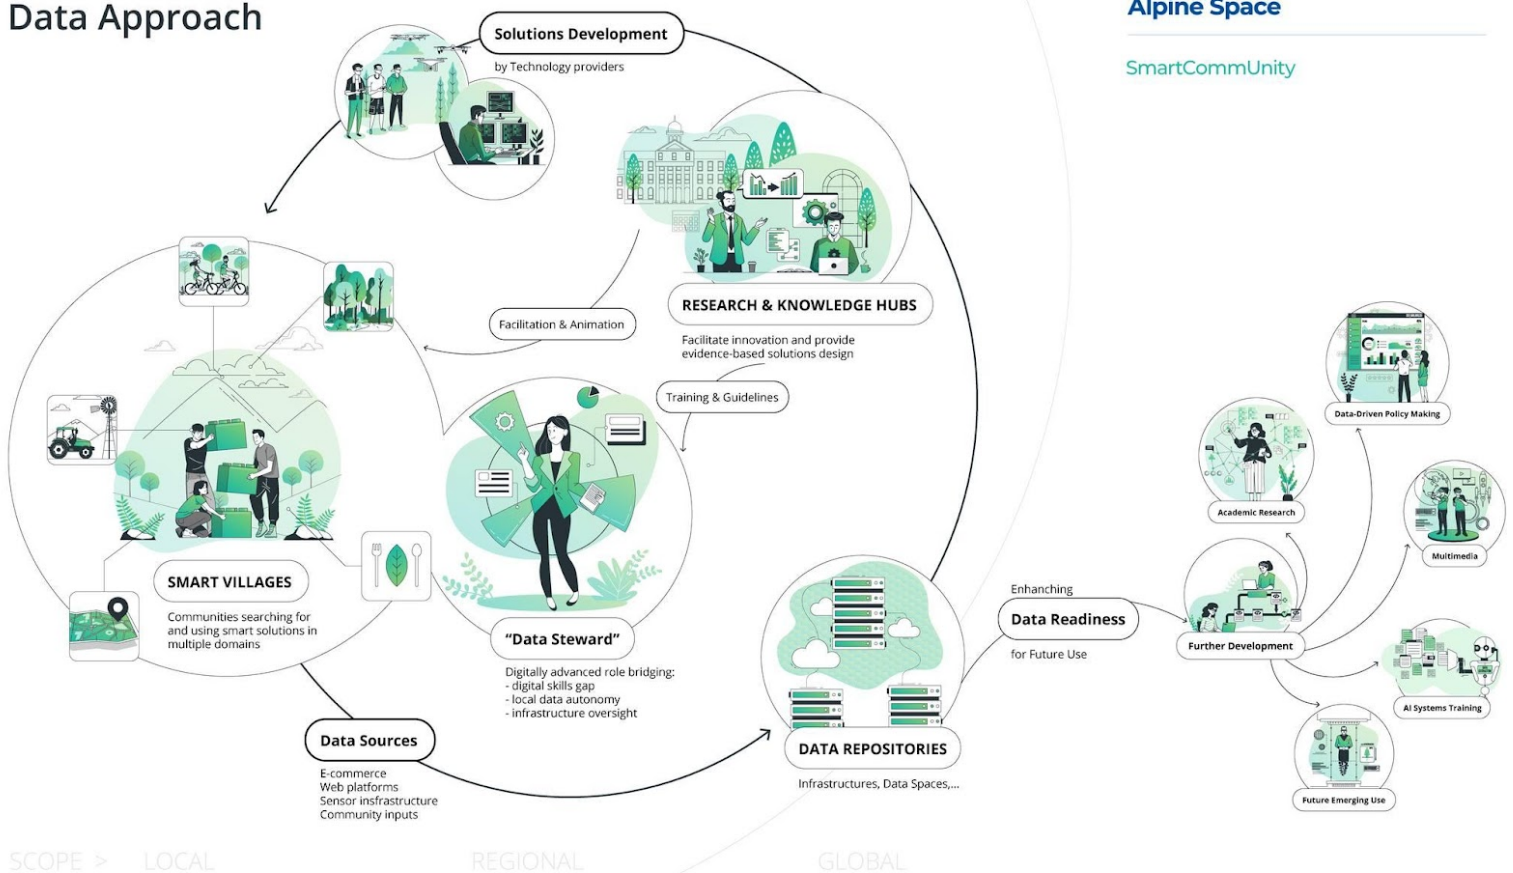 Data Approach
Alpine Space
SmartCommUnity
Solutions Development
by Technology providers
RESEARCH & KNOWLEDGE HUBS
Facilitate innovation and provide
evidence-based solutions design
Facilitation & Animation
Training & Guidelines
SMART VILLAGES
Communities searching for
and using smart solutions in
multiple domains
“Data Steward”
Digitally advanced role bridging:
- digital skills gap
- local data autonomy
- infrastructure oversight
Data Sources
E-commerce
Web platforms
Sensor insfrastructure
Community inputs
DATA REPOSITORIES
Infrastructures, Data Spaces,...
Enhanching
Data Readiness
for Future Use
Further Development
Data-Driven Policy Making
Academic Research
Multimedia
AI Systems Training
Future Emerging Use
SCOPE > LOCAL REGIONAL GLOBAL